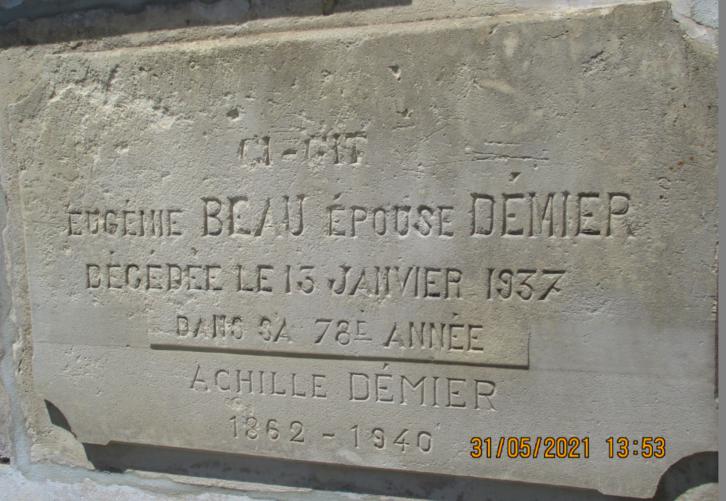 CI-GIT
EUGÉNIE BEAU ÉPOUSE DÉMIER
DÉCÉDÉE LE 13 JANVIER 1937
DANS SA 78E ANNÉE
ACHILLE DÉMIER
1862 - 1940
31/05/2021 13:53